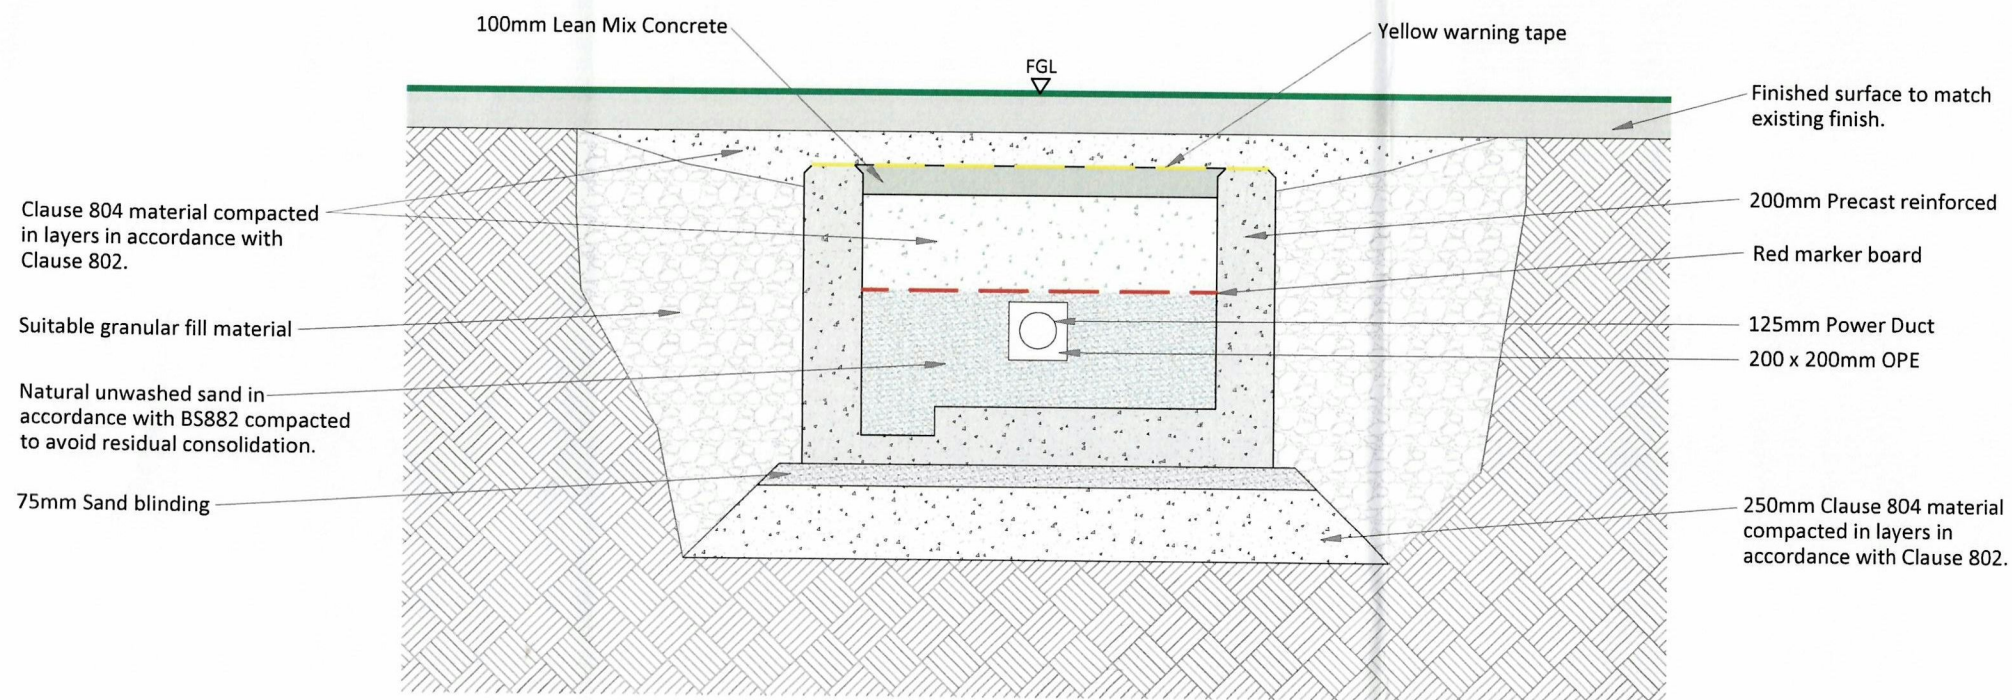 100mm Lean Mix Concrete
Yellow warning tape
FGL
Finished surface to match
existing finish.
Clause 804 material compacted
in layers in accordance with
Clause 802.
200mm Precast reinforced
Red marker board
Suitable granular fill material
125mm Power Duct
200 x 200mm OPE
Natural unwashed sand in
accordance with BS882 compacted
to avoid residual consolidation.
75mm Sand blinding
250mm Clause 804 material
compacted in layers in
accordance with Clause 802.